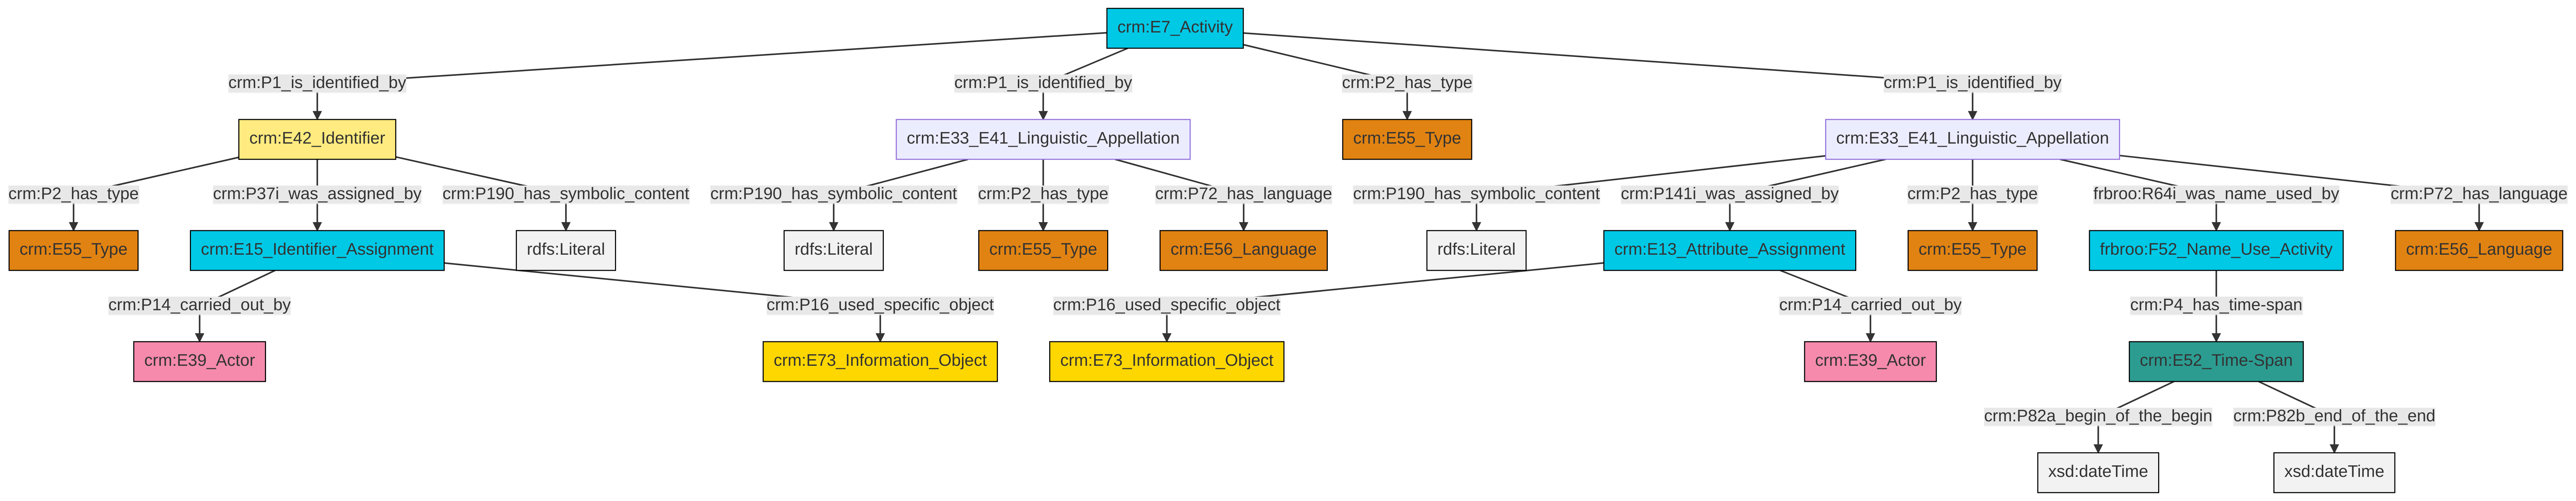 crm:E7_Activity
crm:P1_is_identified_by
crm:P1_is_identified_by
crm:P2_has_type
crm:P1_is_identified_by
crm:E42_Identifier
crm:E33_E41_Linguistic_Appellation
crm:E55_Type
crm:E33_E41_Linguistic_Appellation
crm:P2_has_type
crm:P37i_was_assigned_by
crm:P190_has_symbolic_content
crm:P190_has_symbolic_content
crm:P2_has_type
crm:P72_has_language
crm:P190_has_symbolic_content
crm:P141i_was_assigned_by
crm:P2_has_type
frbroo:R64i_was_name_used_by
crm:P72_has_language
crm:E55_Type
crm:E15_Identifier_Assignment
rdfs:Literal
rdfs:Literal
crm:E55_Type
crm:E56_Language
rdfs:Literal
crm:E13_Attribute_Assignment
crm:E55_Type
frbroo:F52_Name_Use_Activity
crm:E56_Language
crm:P14_carried_out_by
crm:P16_used_specific_object
crm:P16_used_specific_object
crm:P14_carried_out_by
crm:P4_has_time-span
crm:E39_Actor
crm:E73_Information_Object
crm:E73_Information_Object
crm:E39_Actor
crm:E52_Time-Span
crm:P82a_begin_of_the_begin
crm:P82b_end_of_the_end
xsd:dateTime
xsd:dateTime